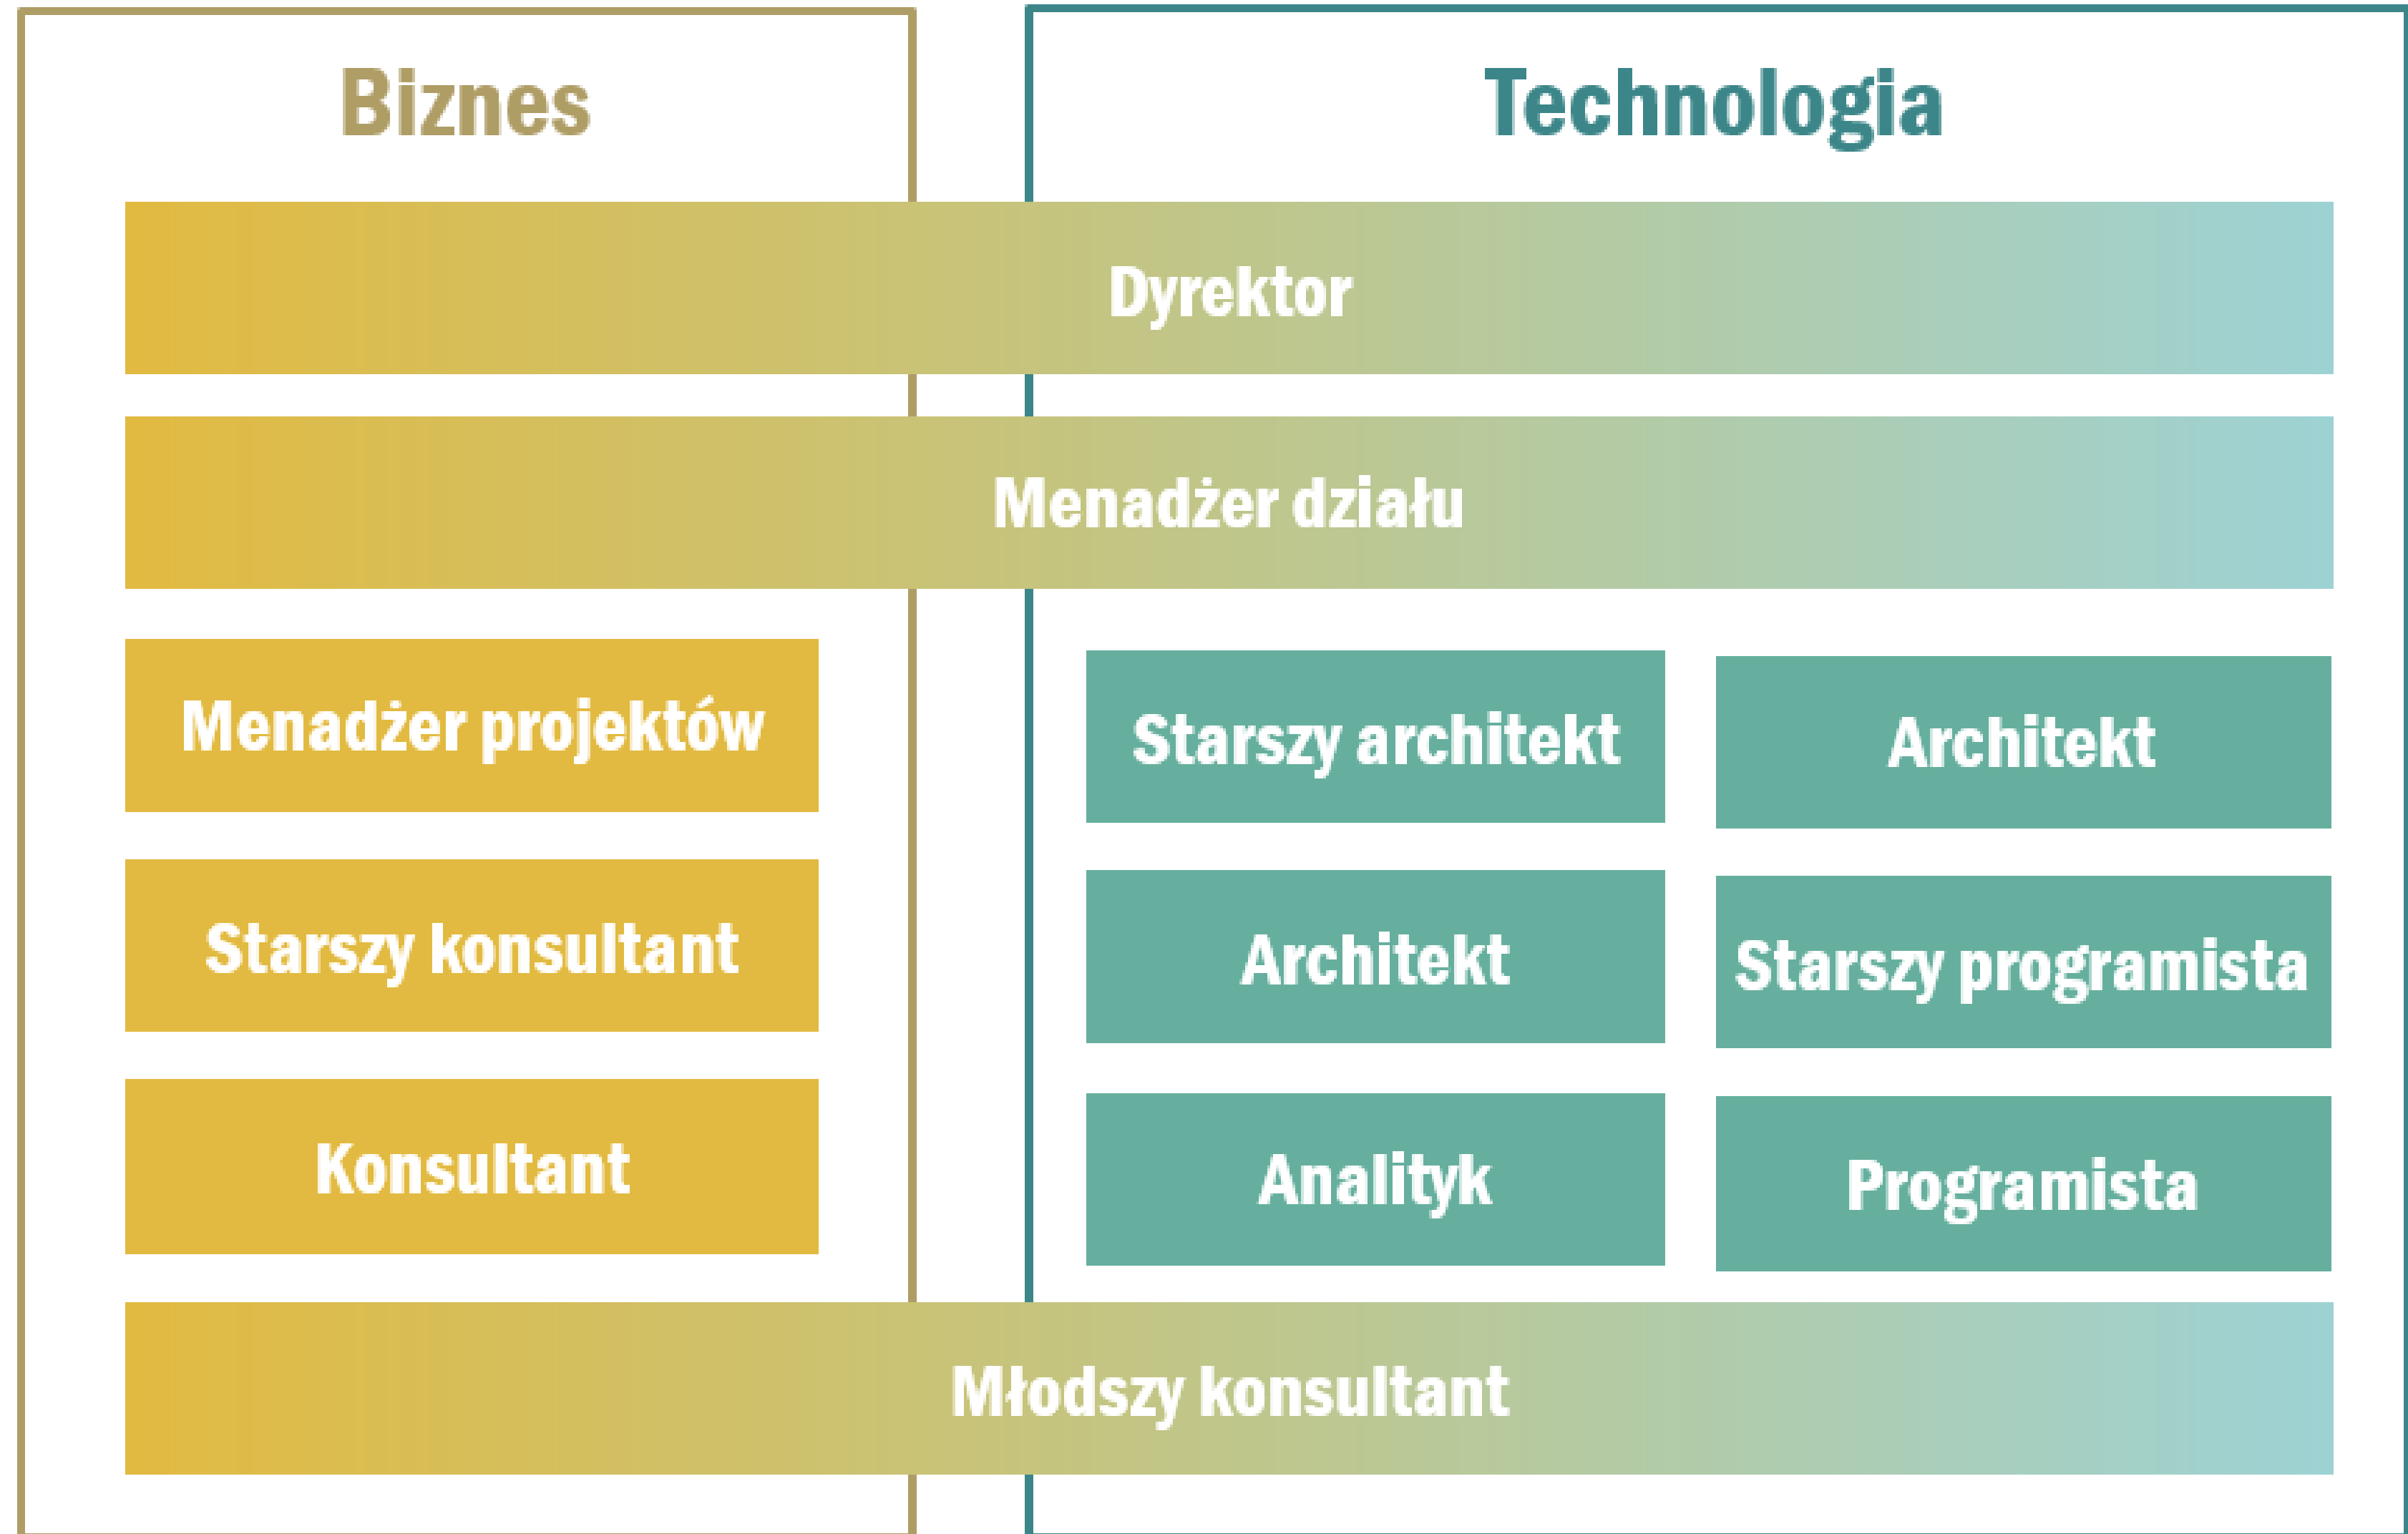 Biznes
Technologia
Dyrektor
Menadżer działu
Menadżer projektów
Starszy architekt
Architekt
Starszy konsultant
Architekt
Starszy programista
Konsultant
Analityk
Programista
Młodszy konsultant